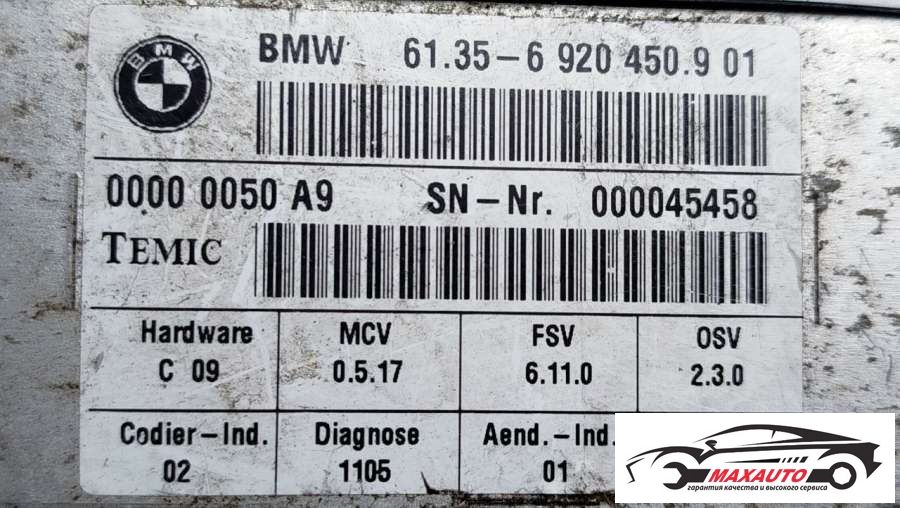 BMW
BMW 61.35-6 920 450.9 01
0000 0050 A9 SN-Nr. 000045458
TEMIC
Hardware MCV FSV OSV
C 09 0.5.17 6.11.0 2.3.0
Codier-Ind. Diagnose Aend.-Ind.
02 1105 01
MAXAUTO
гарантия качества и высокого сервиса